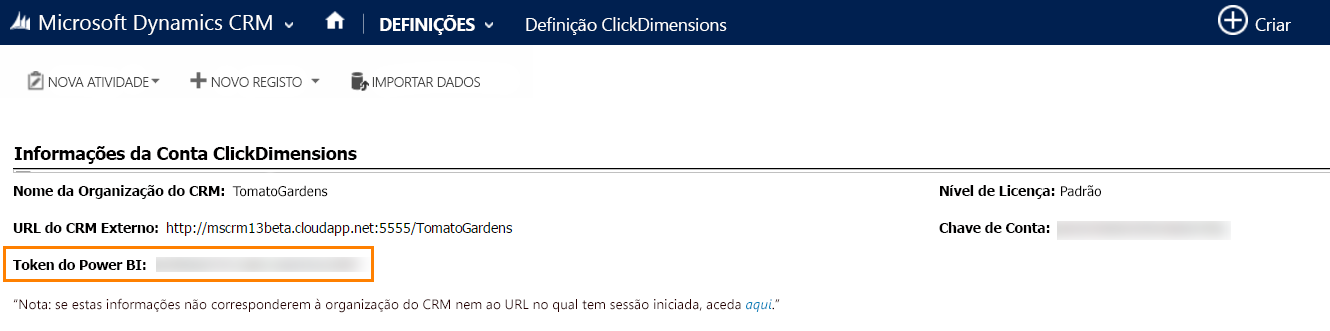 Microsoft Dynamics CRM DEFINIÇÕES Definição ClickDimensions Criar
NOVA ATIVIDADE NOVO REGISTO IMPORTAR DADOS
Informações da Conta ClickDimensions
Nome da Organização do CRM: TomatoGardens Nível de Licença: Padrão
URL do CRM Externo: http://mscrm13beta.cloudapp.net:5555/TomatoGardens Chave de Conta:
Token do Power BI:
“Nota: se estas informações não corresponderem à organização do CRM nem ao URL no qual tem sessão iniciada, aceda aqui.”